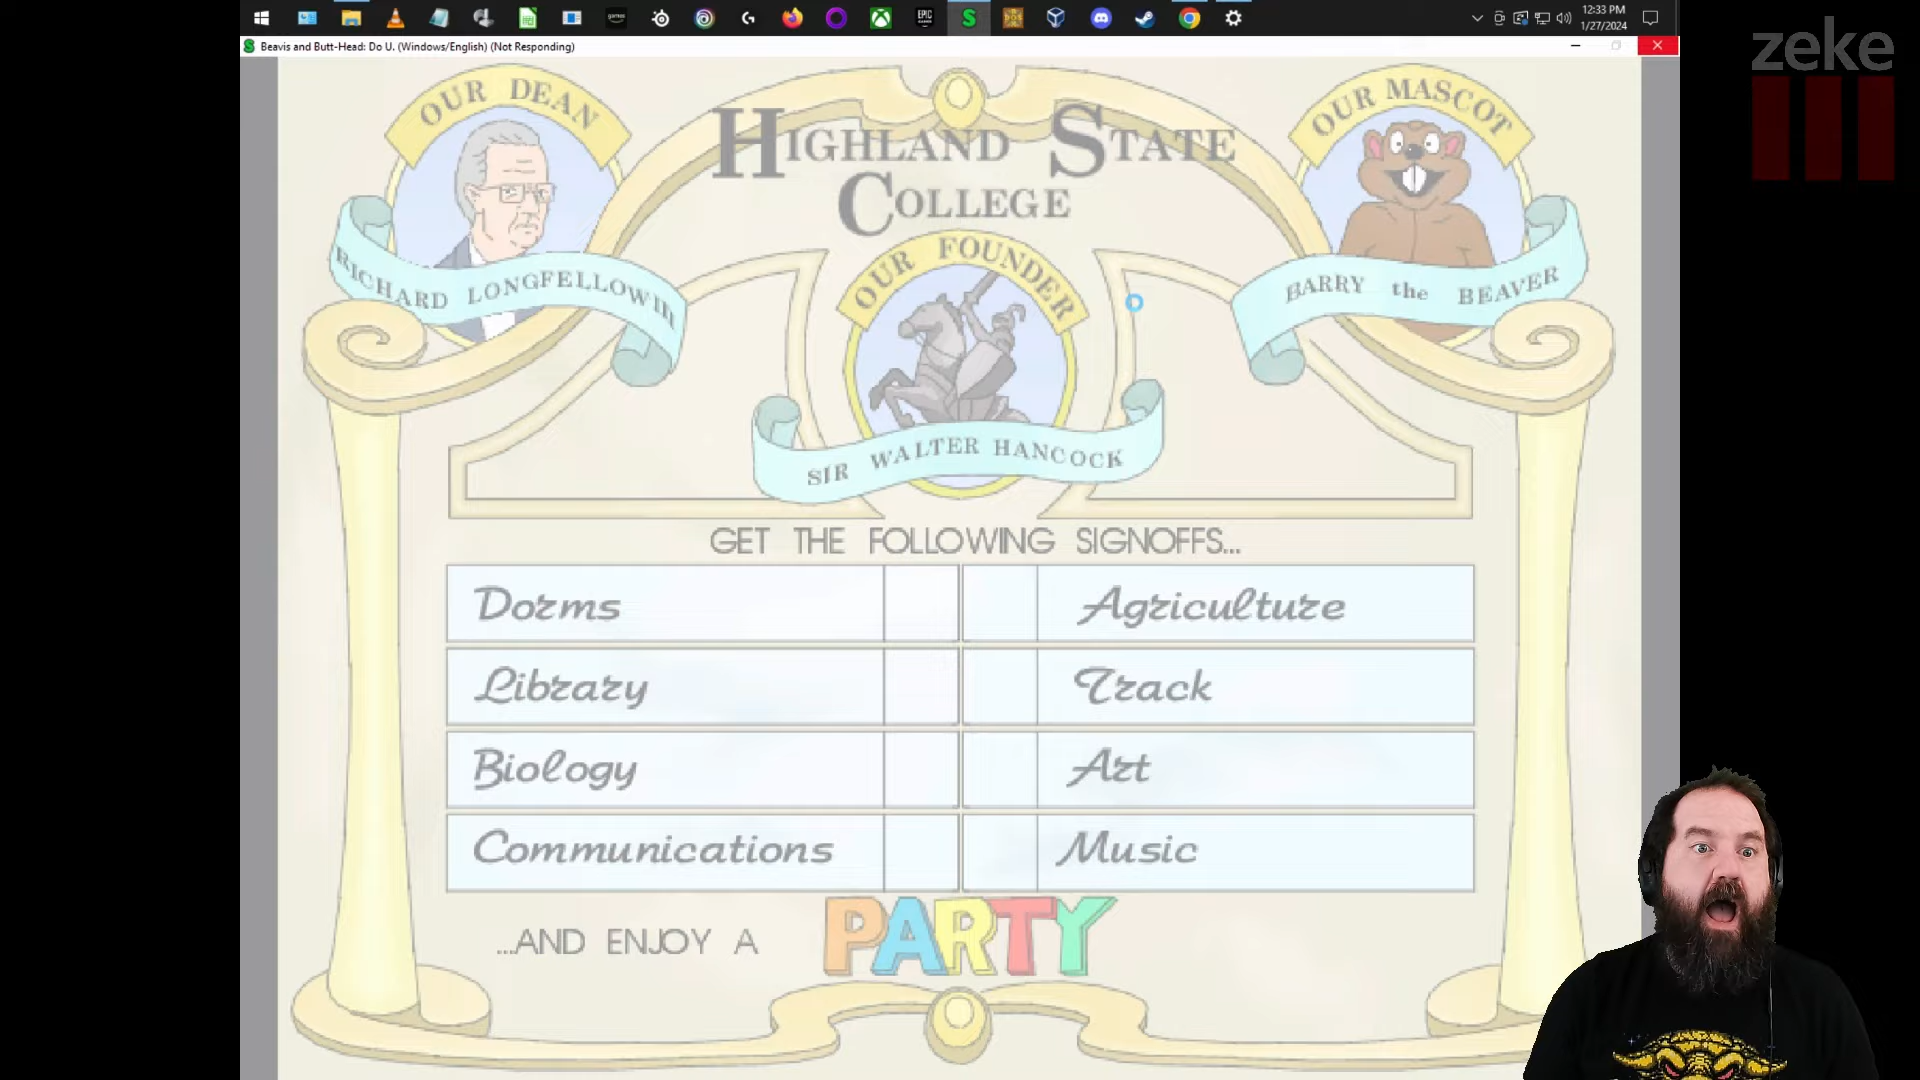 12:33 PM
1/27/2024
Beavis and Butt-Head: Do U. (Windows/English) (Not Responding)
zeke
OUR DEAN
RICHARD LONGFELLOW III
HIGHLAND STATE
COLLEGE
OUR MASCOT
BARRY the BEAVER
OUR FOUNDER
SIR WALTER HANCOCK
GET THE FOLLOWING SIGNOFFS...
Dorms
Agriculture
Library
Track
Biology
Art
Communications
Music
...AND ENJOY A PARTY